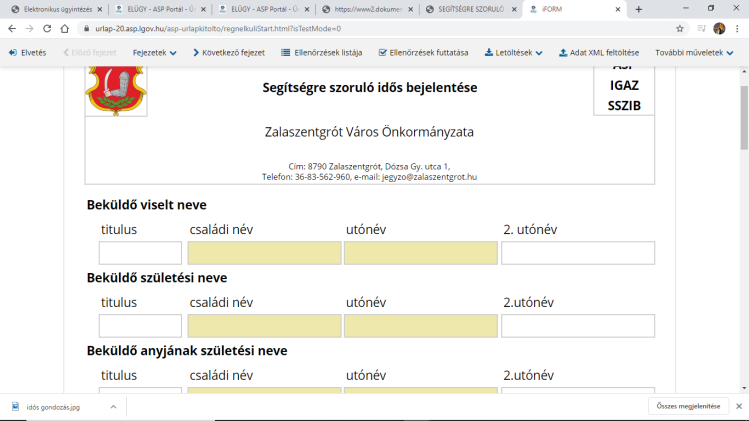 Elektronikus ügyintézés
ELÜGY - ASP Portál - Ü
ELÜGY - ASP Portál - Ü
https://www2.dokume
SEGÍTSÉGRE SZORULÓ
iFORM
urlap-20.asp.lgov.hu/asp-urlapkitolto/regnelkuliStart.html?isTestMode=0
Elvetés
Előző fejezet
Fejezetek
Következő fejezet
Ellenőrzések listája
Ellenőrzések futtatása
Letöltések
Adat XML feltöltése
További műveletek
ASP
IGAZ
SSZIB
Segítségre szoruló idős bejelentése
Zalaszentgrót Város Önkormányzata
Cím: 8790 Zalaszentgrót, Dózsa Gy. utca 1,
Telefon: 36-83-562-960, e-mail: jegyzo@zalaszentgrot.hu
Beküldő viselt neve
titulus családi név utónév 2. utónév
Beküldő születési neve
titulus családi név utónév 2.utónév
Beküldő anyjának születési neve
titulus családi név utónév 2.utónév
idős gondozás.jpg
Összes megjelenítése